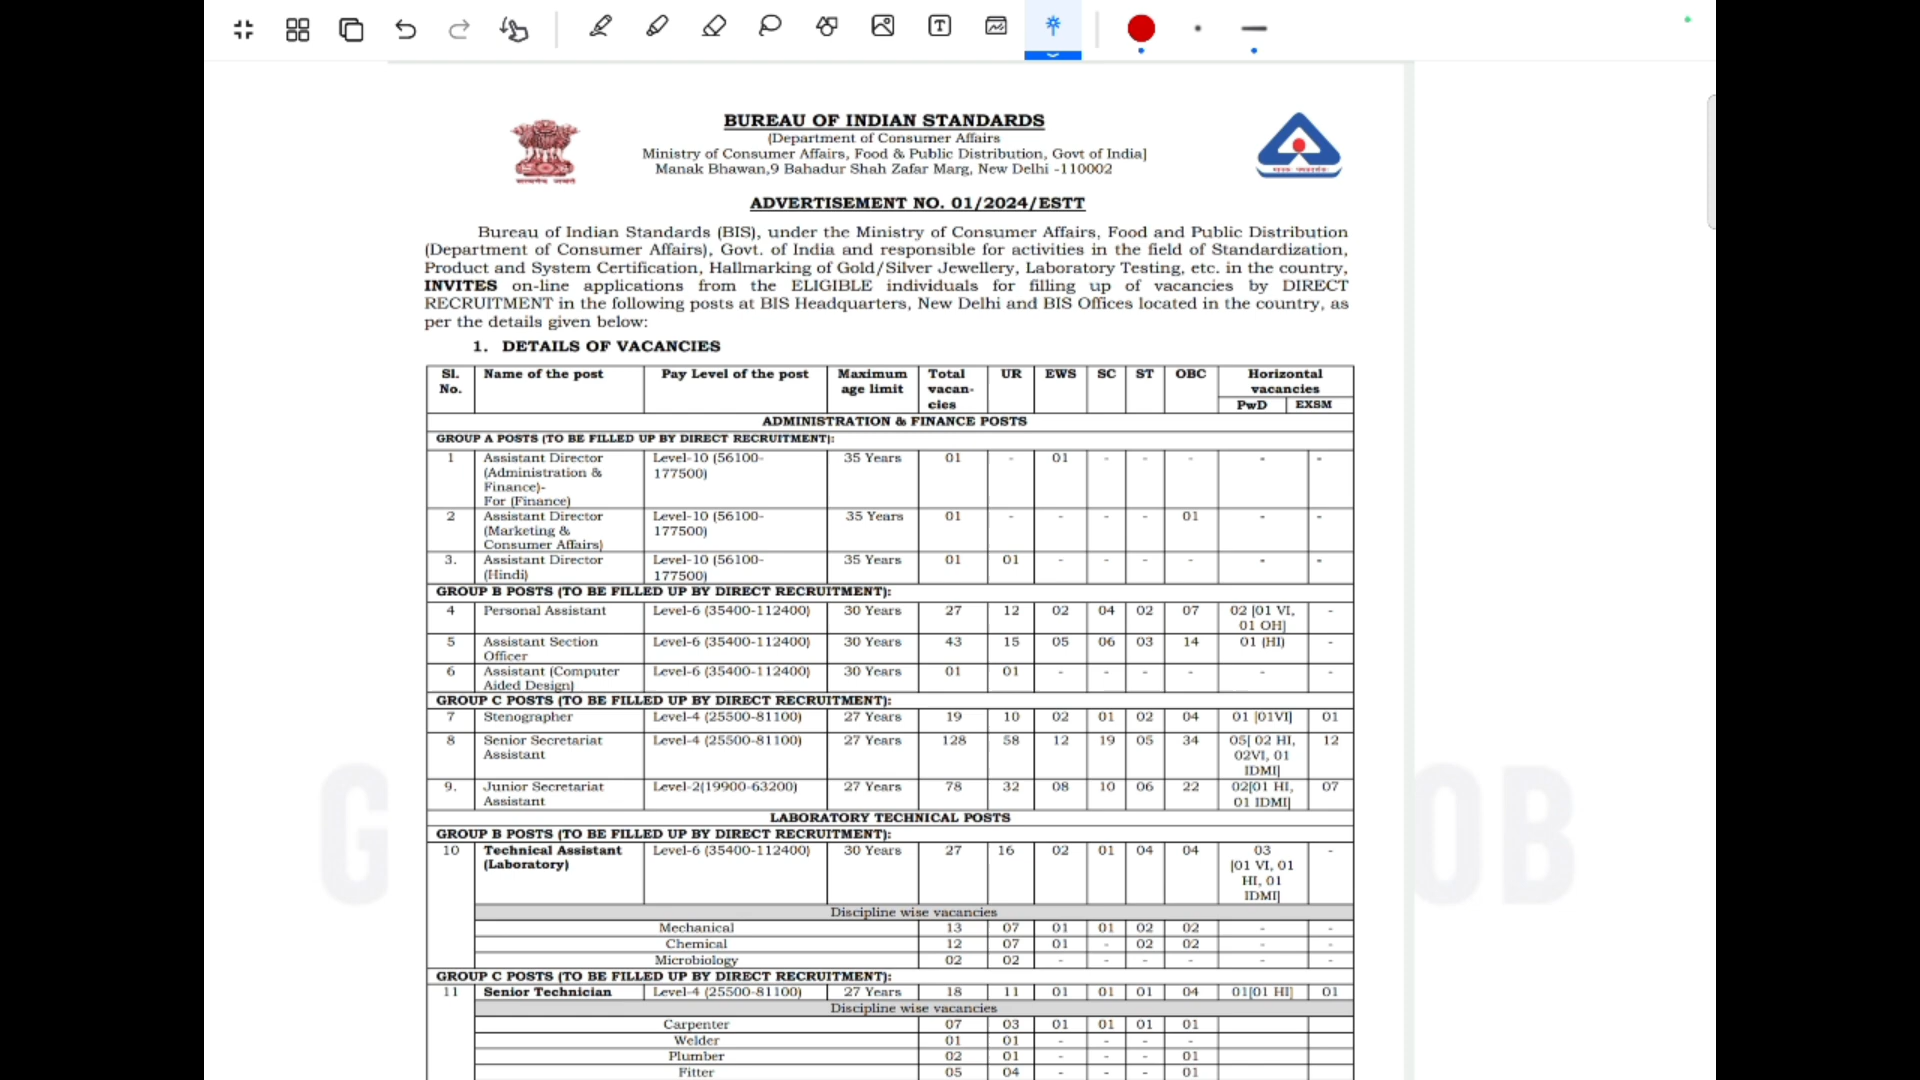 BUREAU OF INDIAN STANDARDS
(Department of Consumer Affairs
Ministry of Consumer Affairs, Food & Public Distribution, Govt of India]
Manak Bhawan,9 Bahadur Shah Zafar Marg, New Delhi -110002
ADVERTISEMENT NO. 01/2024/ESTT
Bureau of Indian Standards (BIS), under the Ministry of Consumer Affairs, Food and Public Distribution
(Department of Consumer Affairs), Govt. of India and responsible for activities in the field of Standardization,
Product and System Certification, Hallmarking of Gold/Silver Jewellery, Laboratory Testing, etc. in the country,
INVITES on-line applications from the ELIGIBLE individuals for filling up of vacancies by DIRECT
RECRUITMENT in the following posts at BIS Headquarters, New Delhi and BIS Offices located in the country, as
per the details given below:
1. DETAILS OF VACANCIES
Sl. No. Name of the post Pay Level of the post Maximum age limit Total vacan-cies UR EWS SC ST OBC Horizontal vacancies PwD EXSM
ADMINISTRATION & FINANCE POSTS
GROUP A POSTS (TO BE FILLED UP BY DIRECT RECRUITMENT):
1 Assistant Director (Administration & Finance)- For (Finance) Level-10 (56100-177500) 35 Years 01 - 01 - - - - -
2 Assistant Director (Marketing & Consumer Affairs) Level-10 (56100-177500) 35 Years 01 - - - - 01 - -
3. Assistant Director (Hindi) Level-10 (56100-177500) 35 Years 01 01 - - - - - -
GROUP B POSTS (TO BE FILLED UP BY DIRECT RECRUITMENT):
4 Personal Assistant Level-6 (35400-112400) 30 Years 27 12 02 04 02 07 02 [01 VI, 01 OH] -
5 Assistant Section Officer Level-6 (35400-112400) 30 Years 43 15 05 06 03 14 01 (HI) -
6 Assistant (Computer Aided Design) Level-6 (35400-112400) 30 Years 01 01 - - - - - -
GROUP C POSTS (TO BE FILLED UP BY DIRECT RECRUITMENT):
7 Stenographer Level-4 (25500-81100) 27 Years 19 10 02 01 02 04 01 [01VI] 01
8 Senior Secretariat Assistant Level-4 (25500-81100) 27 Years 128 58 12 19 05 34 05[ 02 HI, 02VI, 01 IDMI] 12
9. Junior Secretariat Assistant Level-2(19900-63200) 27 Years 78 32 08 10 06 22 02[01 HI, 01 IDMI] 07
LABORATORY TECHNICAL POSTS
GROUP B POSTS (TO BE FILLED UP BY DIRECT RECRUITMENT):
10 Technical Assistant (Laboratory) Level-6 (35400-112400) 30 Years 27 16 02 01 04 04 03 [01 VI, 01 HI, 01 IDMI] -
Discipline wise vacancies
Mechanical 13 07 01 01 02 02 - -
Chemical 12 07 01 - 02 02 - -
Microbiology 02 02 - - - - - -
GROUP C POSTS (TO BE FILLED UP BY DIRECT RECRUITMENT):
11 Senior Technician Level-4 (25500-81100) 27 Years 18 11 01 01 01 04 01[01 HI] 01
Discipline wise vacancies
Carpenter 07 03 01 01 01 01
Welder 01 01 - - - -
Plumber 02 01 - - - 01
Fitter 05 04 - - - 01
G
OB